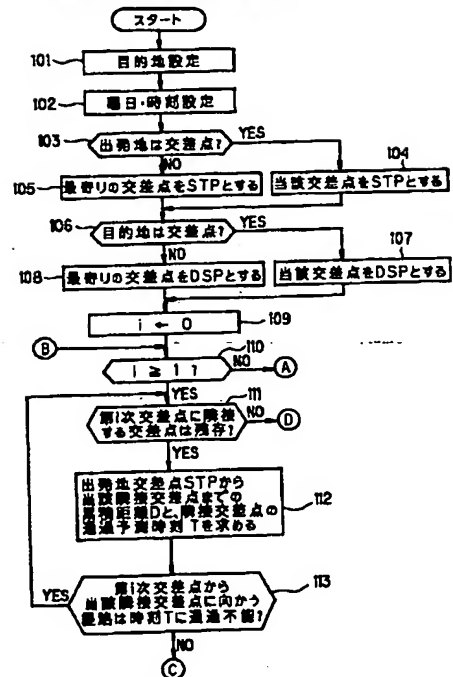 スタート
101
目的地設定
102
曜日・時刻設定
103
出発地は交差点?
YES
NO
104
当該交差点をSTPとする
105
最寄りの交差点をSTPとする
106
目的地は交差点?
YES
NO
107
当該交差点をDSPとする
108
最寄りの交差点をDSPとする
i ← 0
109
B
110
i ≧ 1 ?
NO
A
YES
111
第i次交差点に隣接
する交差点は残存?
NO
D
YES
出発地交差点STPから
当該隣接交差点までの
累積距離Dと、隣接交差点の
通過予測時刻Tを求める
112
113
第i次交差点から
当該隣接交差点に向かう
経路は時刻Tに通過不能?
YES
NO
C